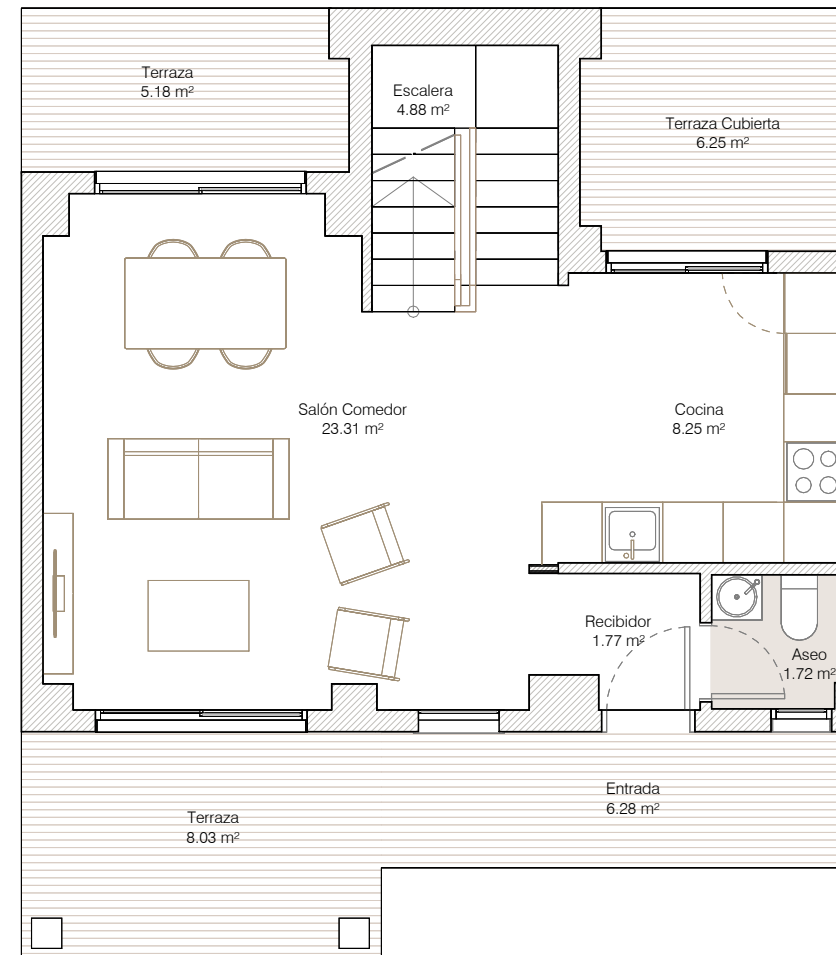 Terraza
5.18 m²
Escalera
4.88 m²
Terraza Cubierta
6.25 m²
Salón Comedor
23.31 m²
Cocina
8.25 m²
Recibidor
1.77 m²
Aseo
1.72 m²
Entrada
6.28 m²
Terraza
8.03 m²